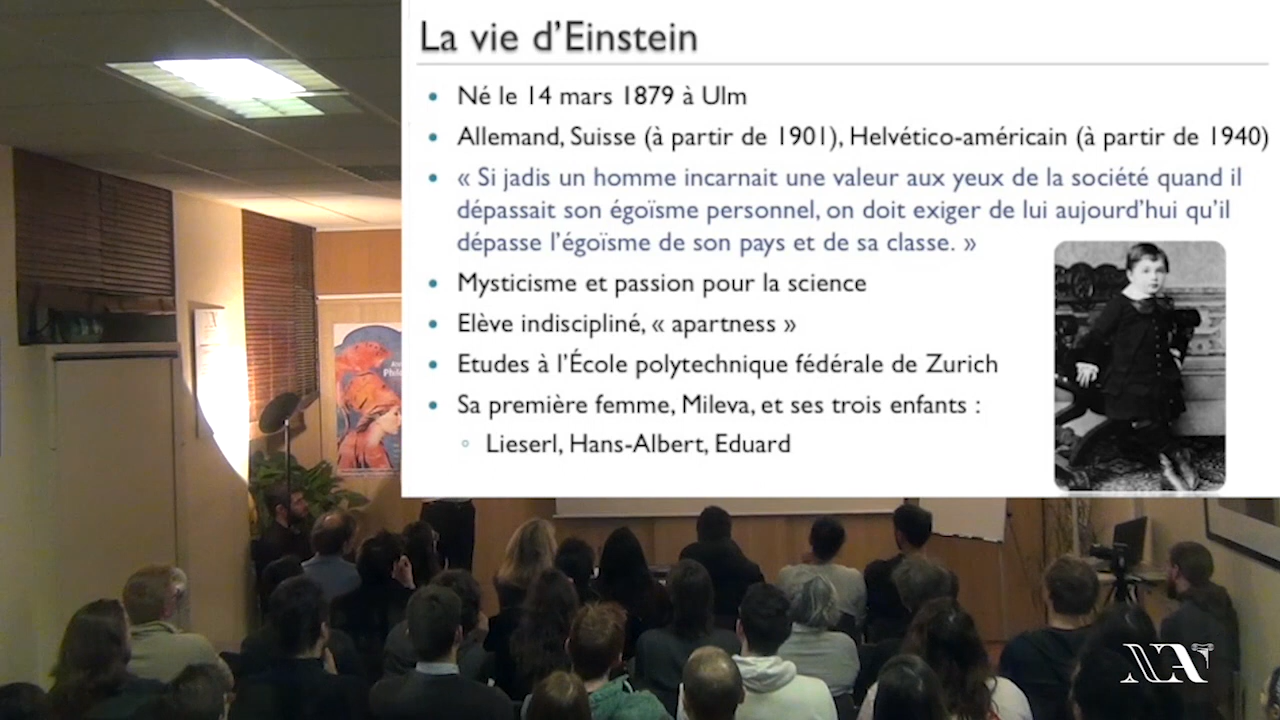 La vie d'Einstein
• Né le 14 mars 1879 à Ulm
• Allemand, Suisse (à partir de 1901), Helvético-américain (à partir de 1940)
• « Si jadis un homme incarnait une valeur aux yeux de la société quand il
dépassait son égoïsme personnel, on doit exiger de lui aujourd'hui qu'il
dépasse l'égoïsme de son pays et de sa classe. »
• Mysticisme et passion pour la science
• Elève indiscipliné, « apartness »
• Etudes à l'École polytechnique fédérale de Zurich
• Sa première femme, Mileva, et ses trois enfants :
◦ Lieserl, Hans-Albert, Eduard